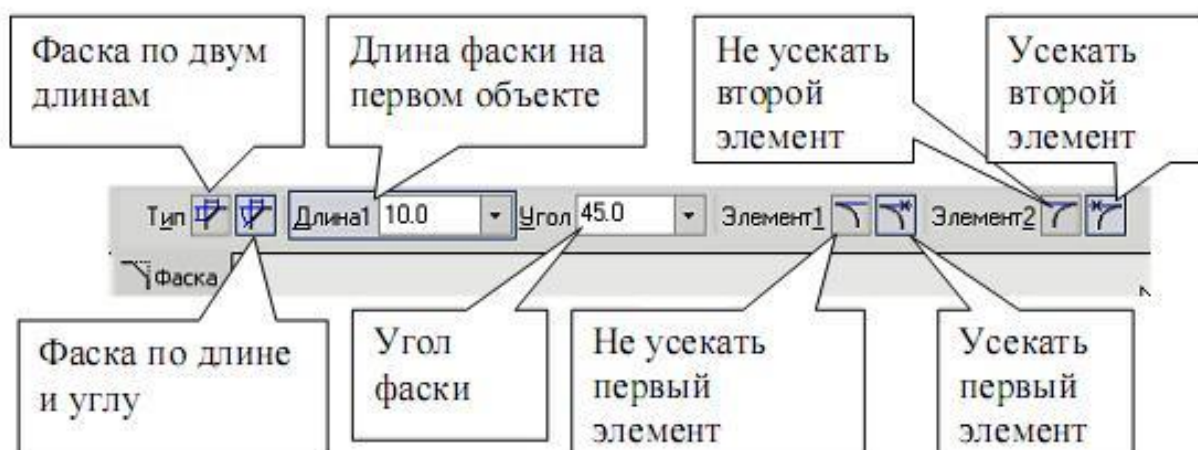 Фаска по двум
длинам
Длина фаски на
первом объекте
Не усекать
второй
элемент
Усекать
второй
элемент
Тип Длина1 10.0 Угол 45.0 Элемент1 Элемент2
Фаска
Фаска по длине
и углу
Угол
фаски
Не усекать
первый
элемент
Усекать
первый
элемент